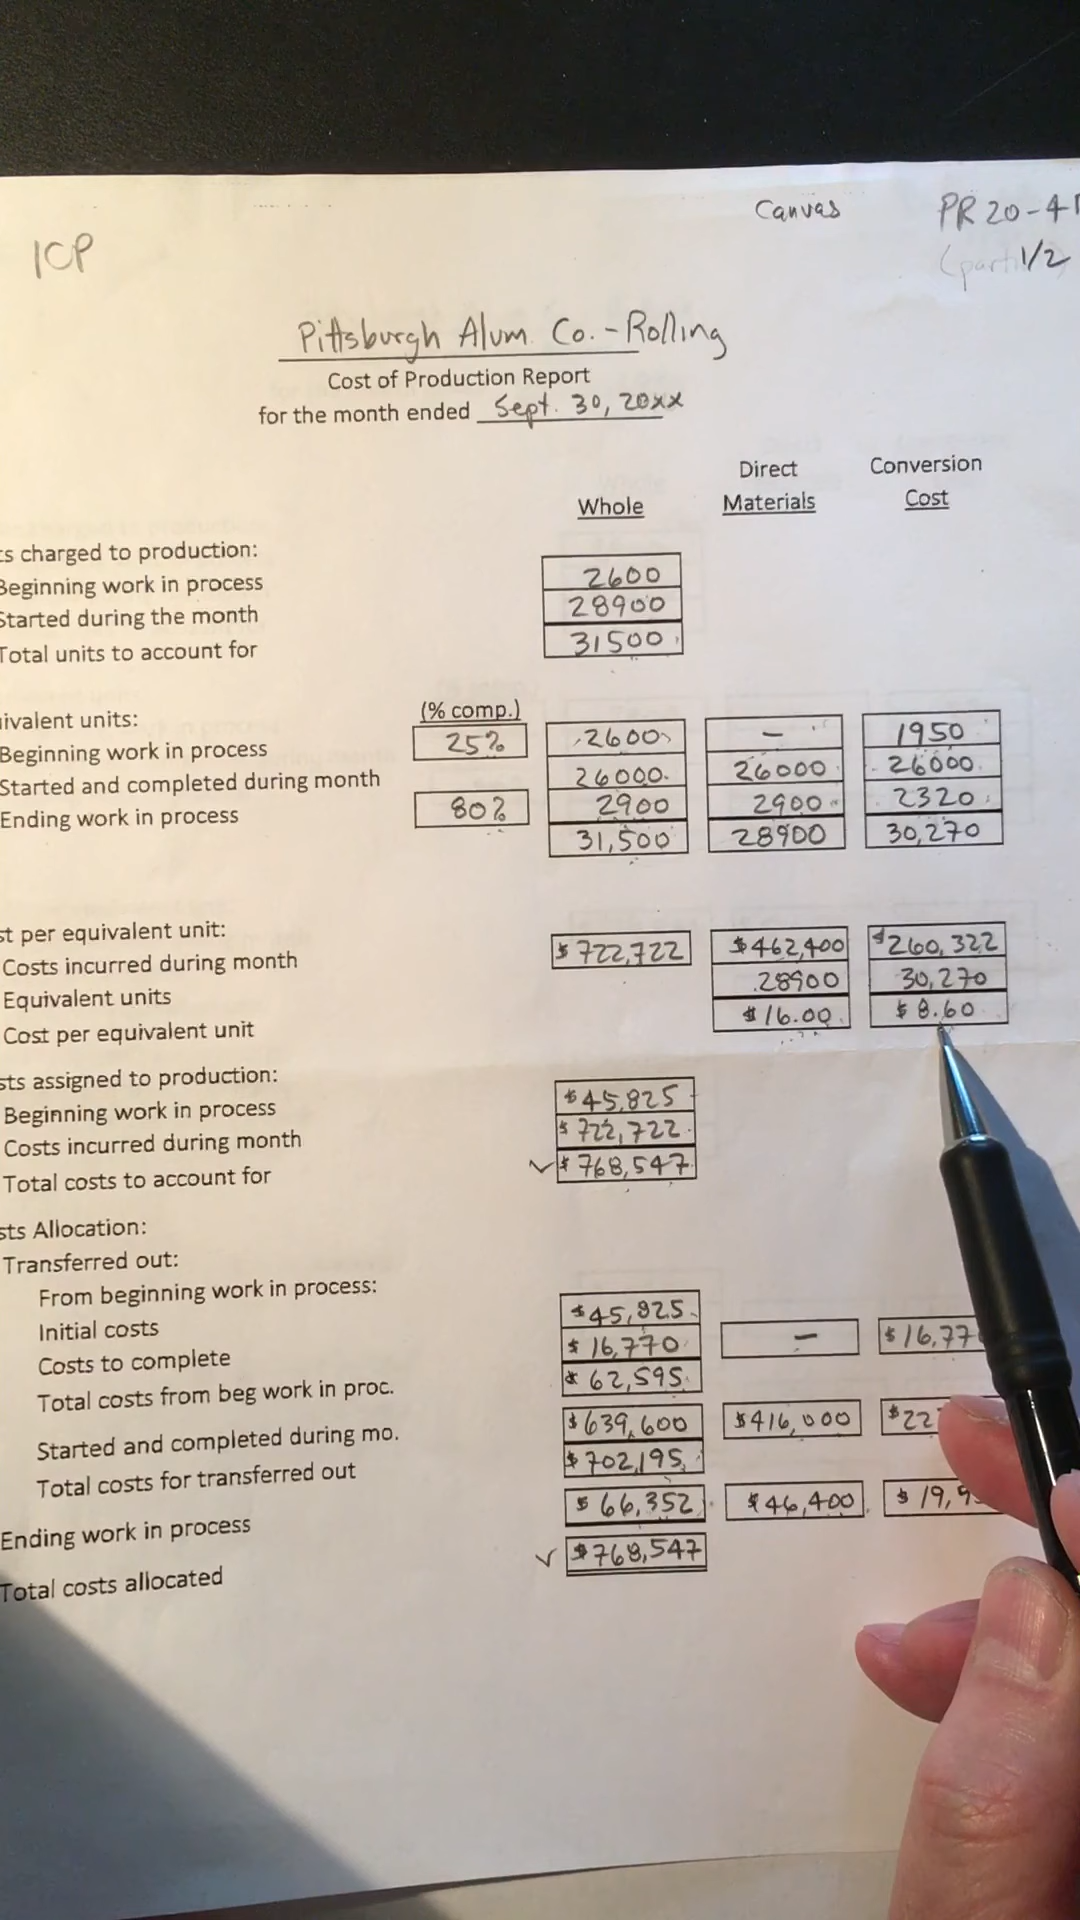 Canvas PR 20-4
1CP 1/2
Pittsburgh Alum. Co. - Rolling
Cost of Production Report
for the month ended Sept. 30, 20xx
Whole Direct Materials Conversion Cost
charged to production:
Beginning work in process 2600
Started during the month 28900
Total units to account for 31500
units: (% comp.)
Beginning work in process 25% 2600 - 1950
Started and completed during month 26000 26000 26000
Ending work in process 80% 2900 2900 2320
31,500 28900 30,270
per equivalent unit:
Costs incurred during month $722,722 $462,400 $260,322
Equivalent units 28900 30,270
Cost per equivalent unit $16.00 $8.60
assigned to production:
Beginning work in process $45,825
Costs incurred during month $722,722
Total costs to account for ✓ $768,547
Allocation:
Transferred out:
From beginning work in process:
Initial costs $45,825
Costs to complete $16,770 - $16,77
Total costs from beg work in proc. $62,595
Started and completed during mo. $639,600 $416,000 $22
Total costs for transferred out $702,195
Ending work in process $66,352 $46,400 $19,9
Total costs allocated ✓ $768,547